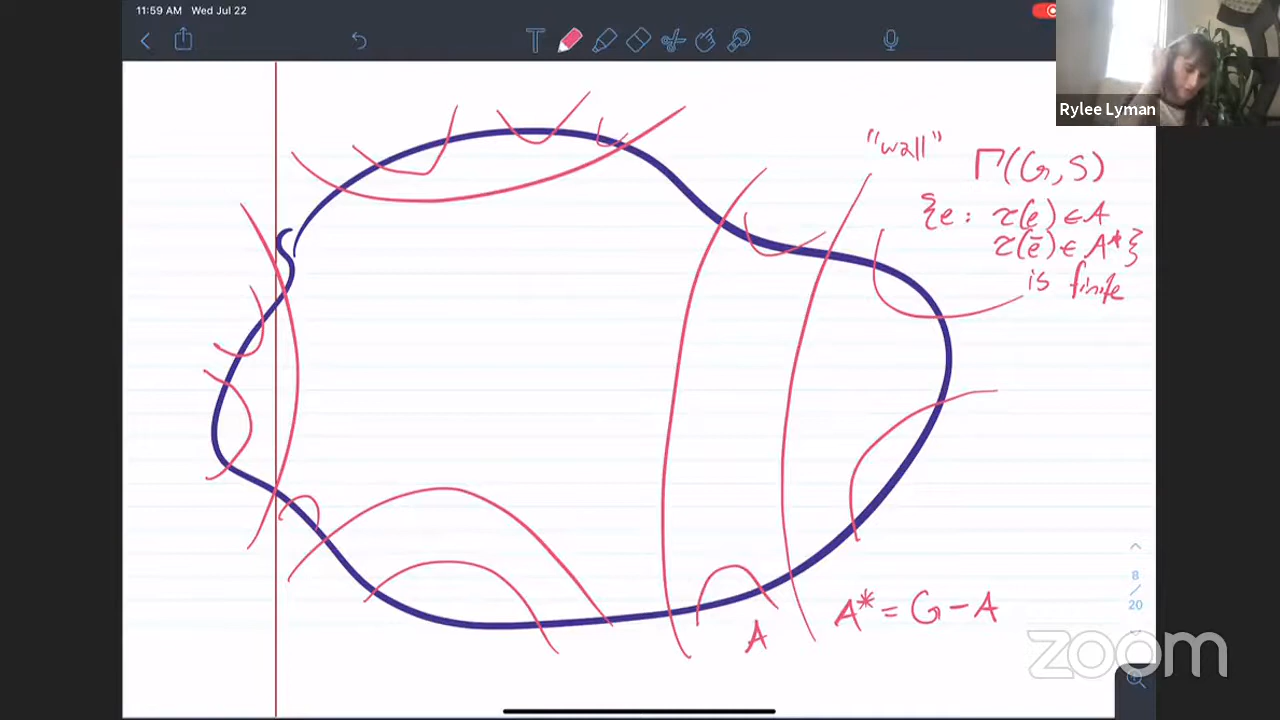 11:59 AM Wed Jul 22
Rylee Lyman
"wall"
Γ(G, S)
{e : τ(e) ∈ A
τ(ē) ∈ A* }
is finite
8
/
20
A* = G − A
A
zoom